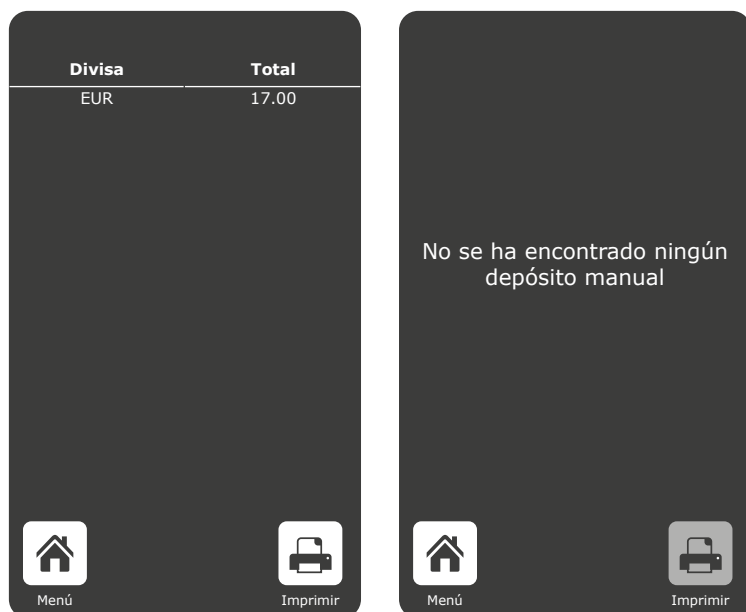 Divisa Total
EUR 17.00
Menú Imprimir
No se ha encontrado ningún
depósito manual
Menú Imprimir